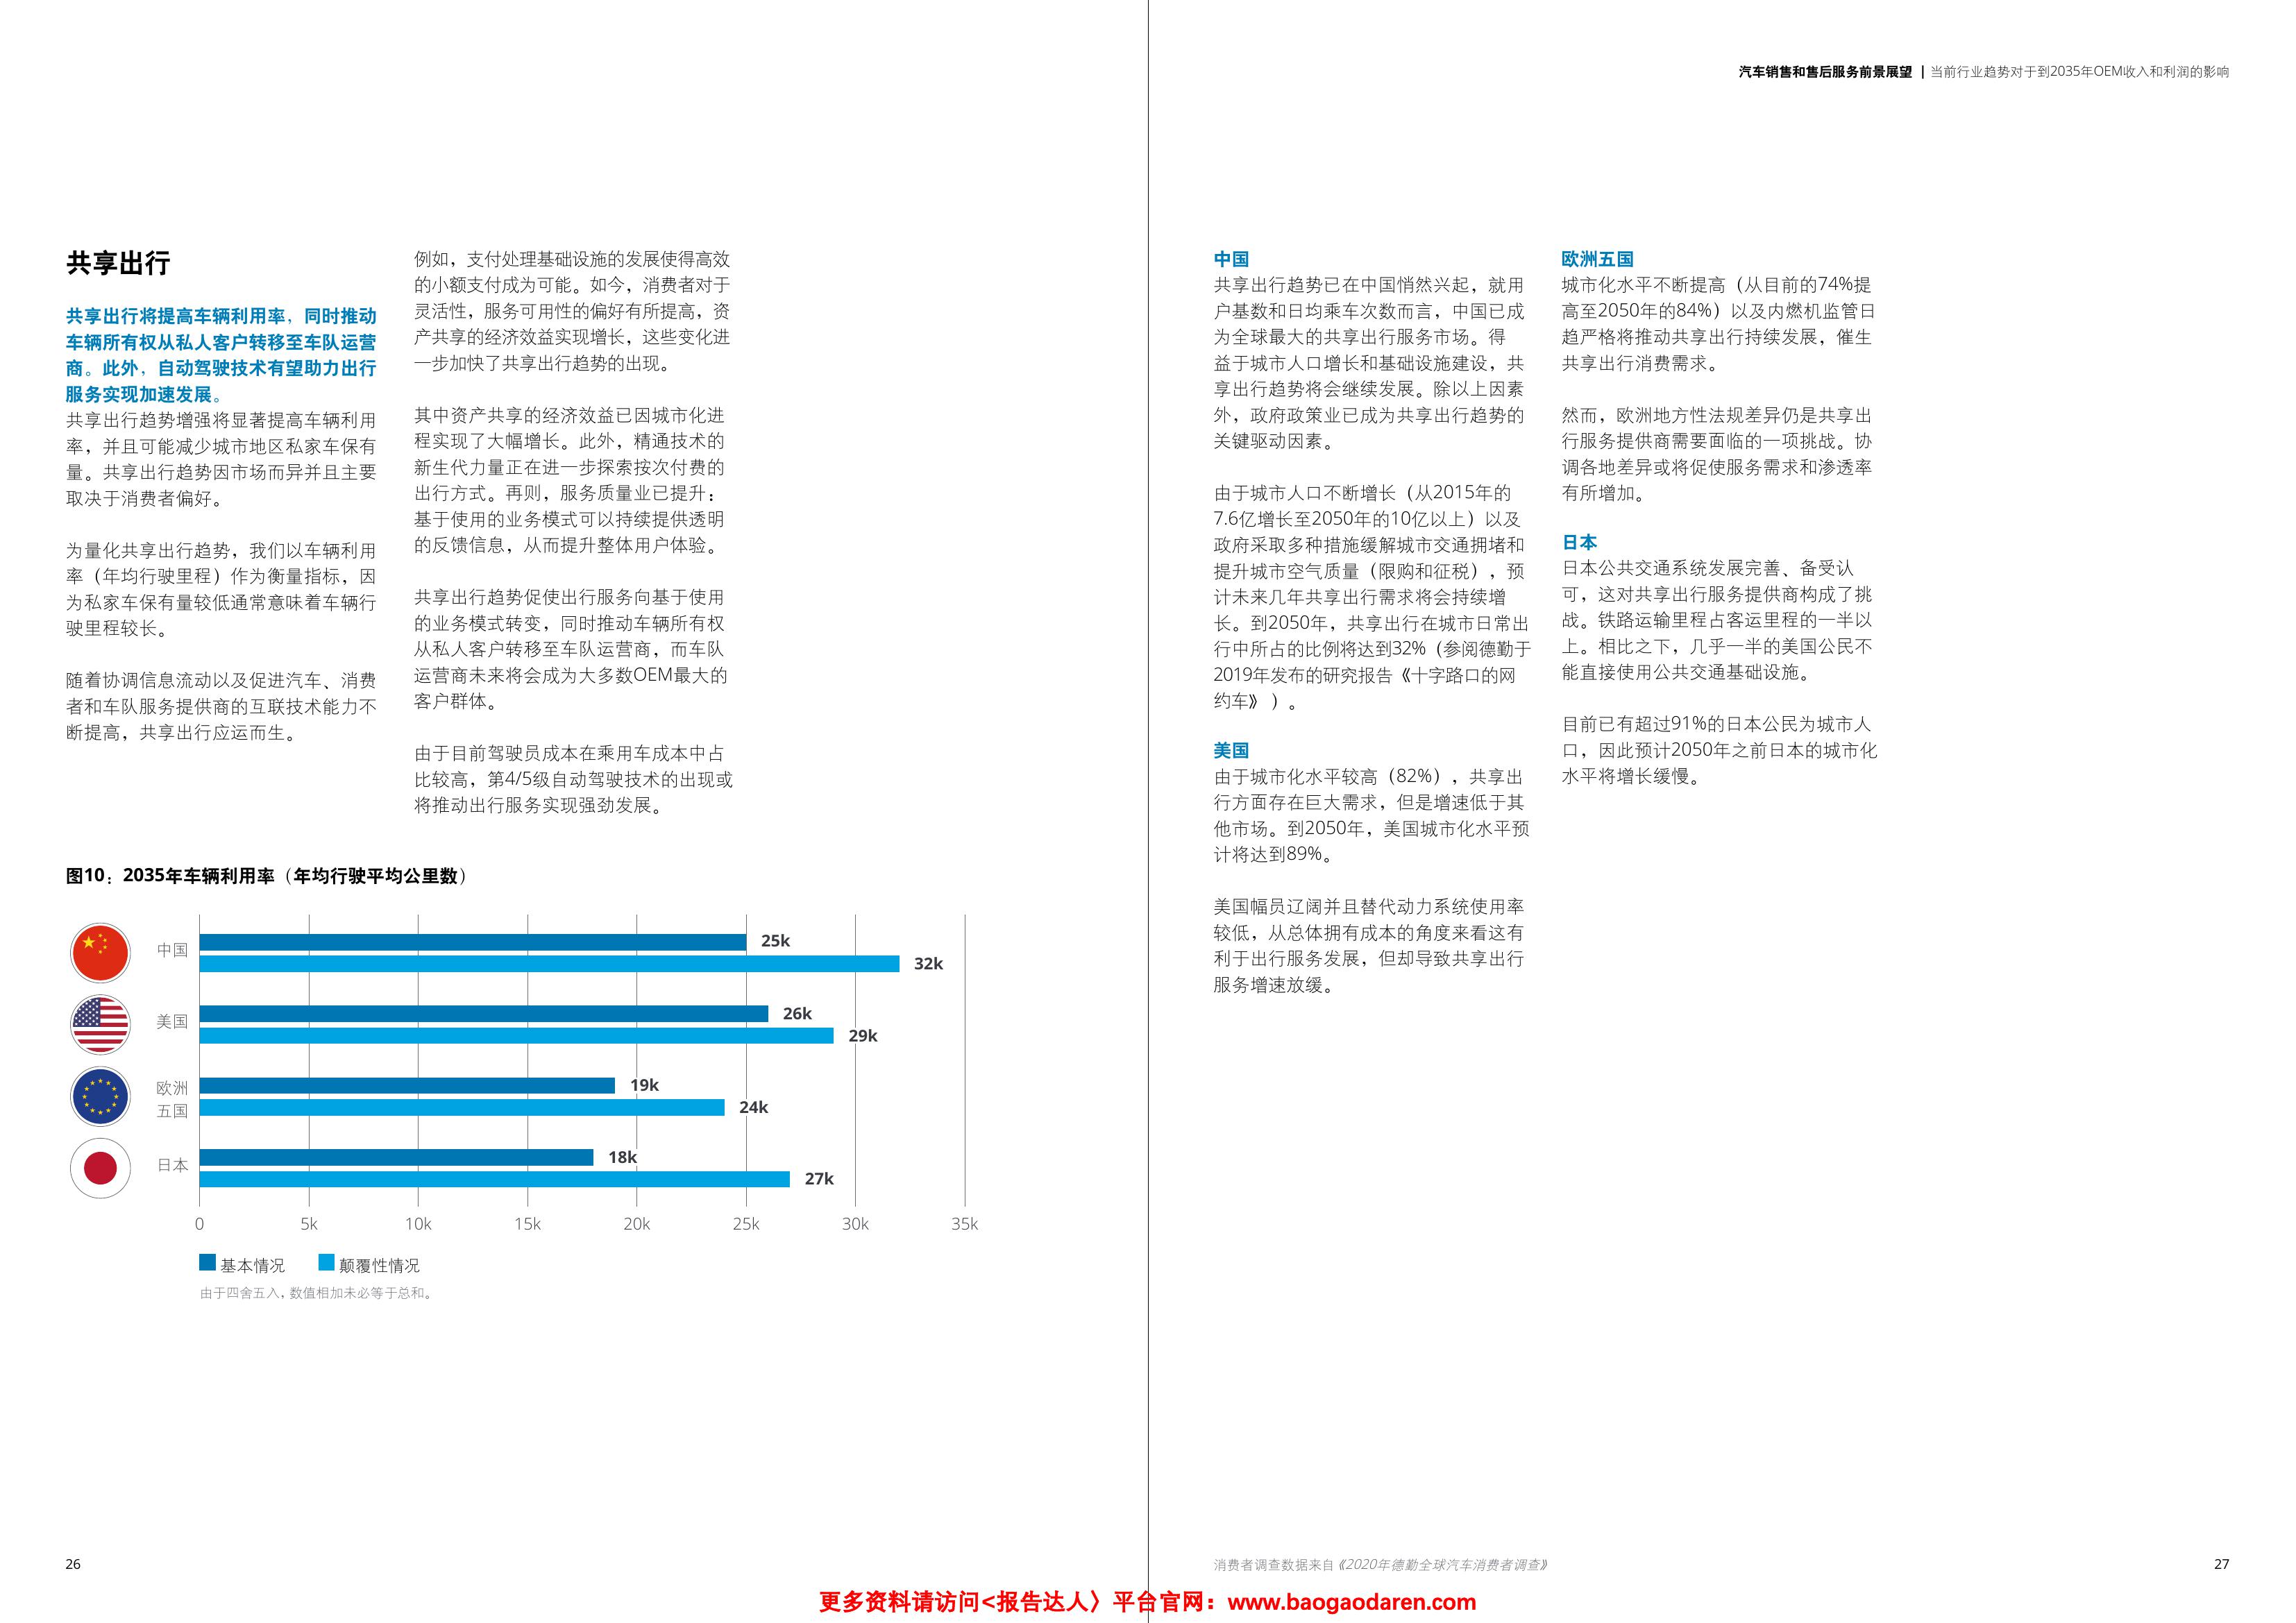 汽车销售和售后服务前景展望 | 当前行业趋势对于到2035年OEM收入和利润的影响
共享出行
共享出行将提高车辆利用率，同时推动
车辆所有权从私人客户转移至车队运营
商。此外，自动驾驶技术有望助力出行
服务实现加速发展。
共享出行趋势增强将显著提高车辆利用
率，并且可能减少城市地区私家车保有
量。共享出行趋势因市场而异并且主要
取决于消费者偏好。
为量化共享出行趋势，我们以车辆利用
率（年均行驶里程）作为衡量指标，因
为私家车保有量较低通常意味着车辆行
驶里程较长。
随着协调信息流动以及促进汽车、消费
者和车队服务提供商的互联技术能力不
断提高，共享出行应运而生。
例如，支付处理基础设施的发展使得高效
的小额支付成为可能。如今，消费者对于
灵活性，服务可用性的偏好有所提高，资
产共享的经济效益实现增长，这些变化进
一步加快了共享出行趋势的出现。
其中资产共享的经济效益已因城市化进
程实现了大幅增长。此外，精通技术的
新生代力量正在进一步探索按次付费的
出行方式。再则，服务质量业已提升：
基于使用的业务模式可以持续提供透明
的反馈信息，从而提升整体用户体验。
共享出行趋势促使出行服务向基于使用
的业务模式转变，同时推动车辆所有权
从私人客户转移至车队运营商，而车队
运营商未来将会成为大多数OEM最大的
客户群体。
由于目前驾驶员成本在乘用车成本中占
比较高，第4/5级自动驾驶技术的出现或
将推动出行服务实现强劲发展。
图10：2035年车辆利用率（年均行驶平均公里数）
中国
25k
32k
美国
26k
29k
欧洲
五国
19k
24k
日本
18k
27k
0 5k 10k 15k 20k 25k 30k 35k
基本情况 颠覆性情况
由于四舍五入，数值相加未必等于总和。
26
中国
共享出行趋势已在中国悄然兴起，就用
户基数和日均乘车次数而言，中国已成
为全球最大的共享出行服务市场。得
益于城市人口增长和基础设施建设，共
享出行趋势将会继续发展。除以上因素
外，政府政策业已成为共享出行趋势的
关键驱动因素。
由于城市人口不断增长（从2015年的
7.6亿增长至2050年的10亿以上）以及
政府采取多种措施缓解城市交通拥堵和
提升城市空气质量（限购和征税），预
计未来几年共享出行需求将会持续增
长。到2050年，共享出行在城市日常出
行中所占的比例将达到32%（参阅德勤于
2019年发布的研究报告《十字路口的网
约车》）。
美国
由于城市化水平较高（82%），共享出
行方面存在巨大需求，但是增速低于其
他市场。到2050年，美国城市化水平预
计将达到89%。
美国幅员辽阔并且替代动力系统使用率
较低，从总体拥有成本的角度来看这有
利于出行服务发展，但却导致共享出行
服务增速放缓。
欧洲五国
城市化水平不断提高（从目前的74%提
高至2050年的84%）以及内燃机监管日
趋严格将推动共享出行持续发展，催生
共享出行消费需求。
然而，欧洲地方性法规差异仍是共享出
行服务提供商需要面临的一项挑战。协
调各地差异或将促使服务需求和渗透率
有所增加。
日本
日本公共交通系统发展完善、备受认
可，这对共享出行服务提供商构成了挑
战。铁路运输里程占客运里程的一半以
上。相比之下，几乎一半的美国公民不
能直接使用公共交通基础设施。
目前已有超过91%的日本公民为城市人
口，因此预计2050年之前日本的城市化
水平将增长缓慢。
消费者调查数据来自《2020年德勤全球汽车消费者调查》
27
更多资料请访问<报告达人〉平台官网：www.baogaodaren.com